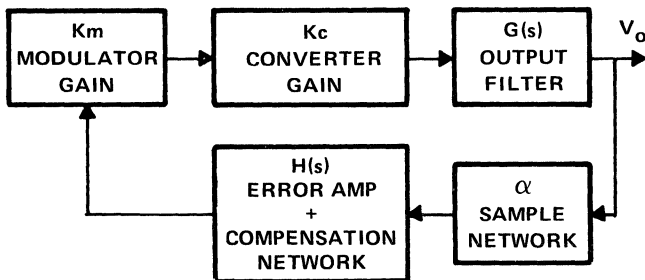 Km
MODULATOR
GAIN
Kc
CONVERTER
GAIN
G(s)
OUTPUT
FILTER
Vo
H(s)
ERROR AMP
+
COMPENSATION
NETWORK
α
SAMPLE
NETWORK